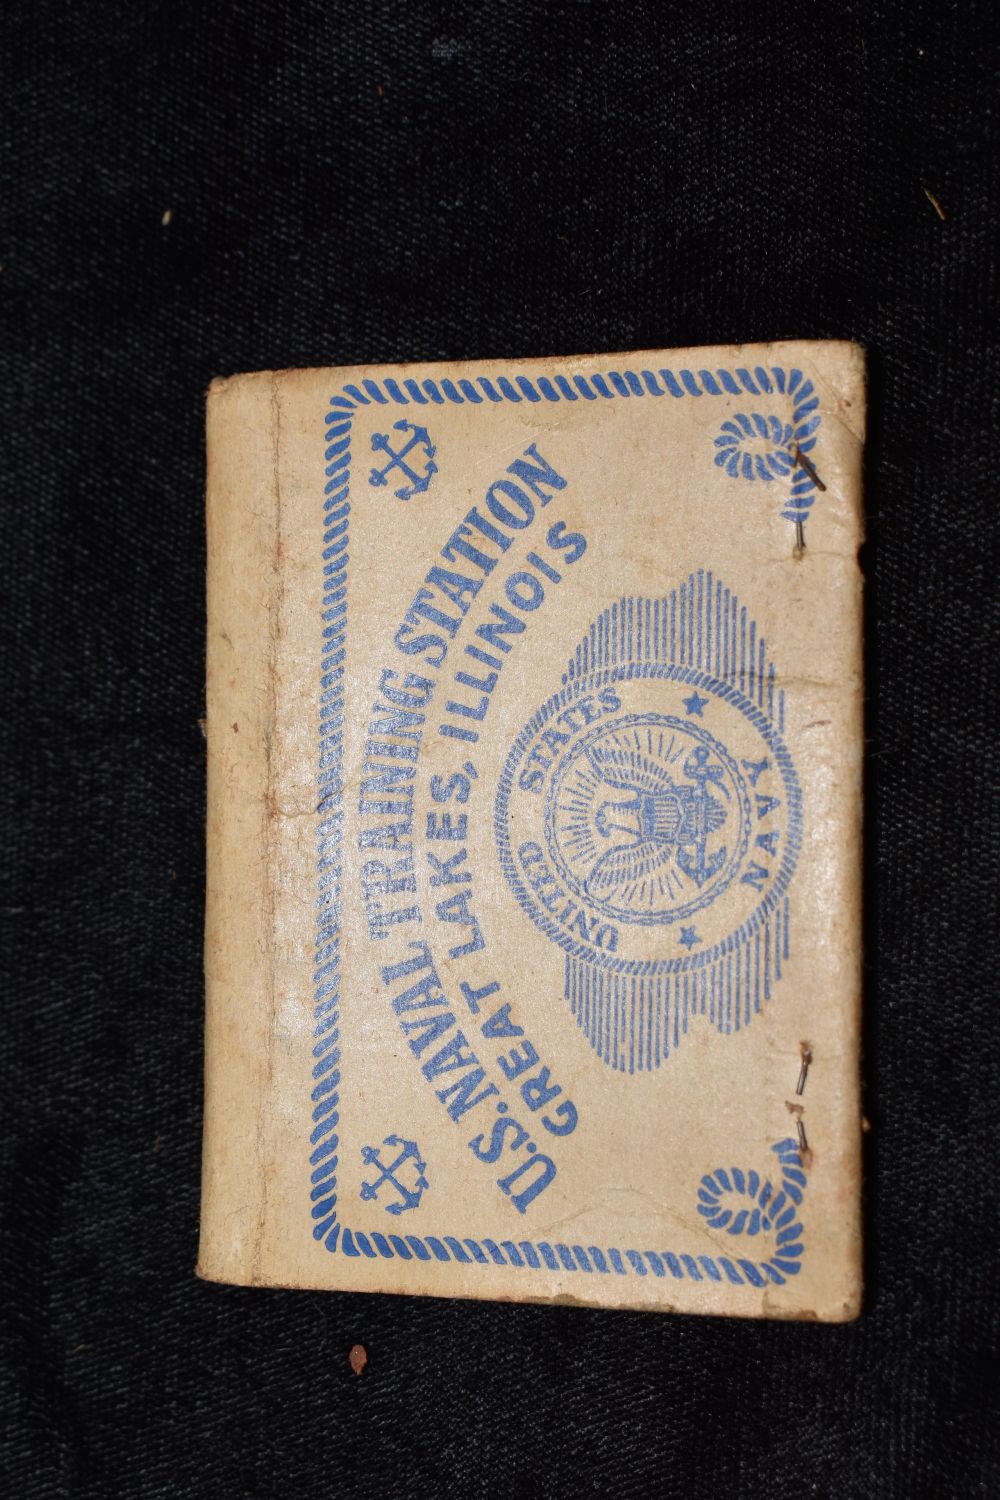 U.S. NAVAL TRAINING STATION
GREAT LAKES, ILLINOIS
UNITED STATES
NAVY